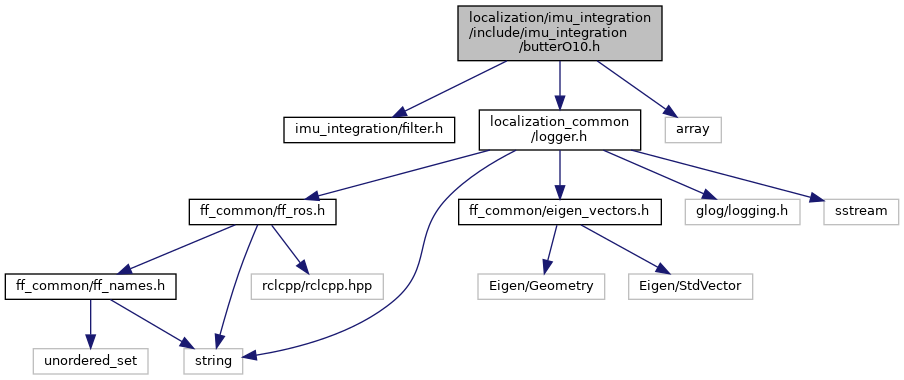 localization/imu_integration
/include/imu_integration
/butterO10.h
imu_integration/filter.h
localization_common
/logger.h
array
ff_common/ff_ros.h
ff_common/eigen_vectors.h
glog/logging.h
sstream
ff_common/ff_names.h
rclcpp/rclcpp.hpp
Eigen/Geometry
Eigen/StdVector
unordered_set
string